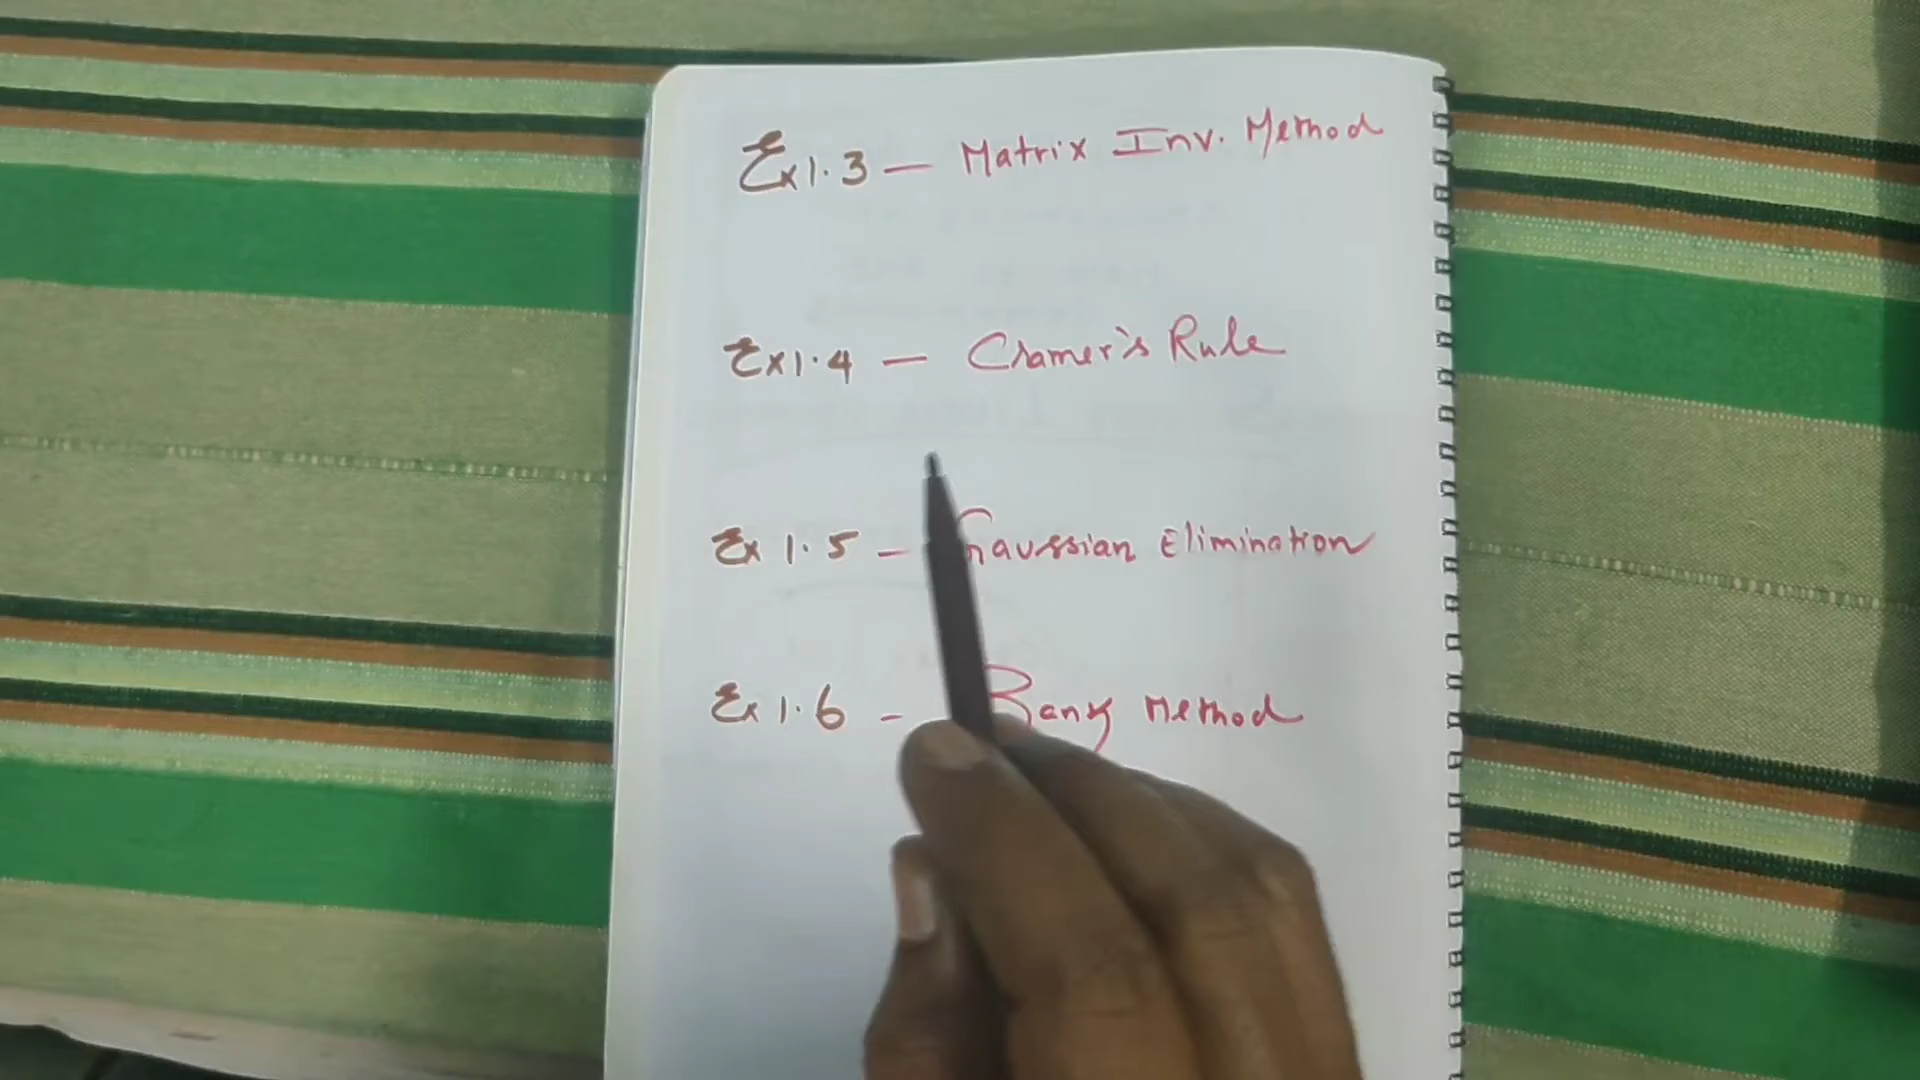 Ex 1.3 — Matrix Inv. Method
Ex 1.4 — Cramer's Rule
Ex 1.5 — Gaussian Elimination
Ex 1.6 - Rank Method